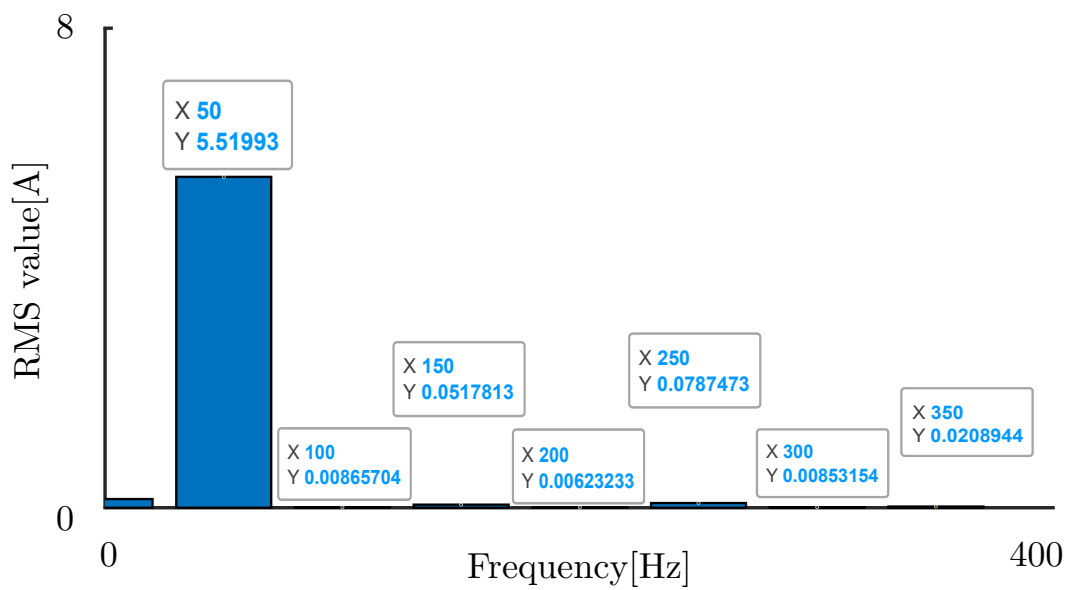 8
X 50
Y 5.51993
RMS value[A]
X 150
Y 0.0517813
X 250
Y 0.0787473
X 350
Y 0.0208944
X 100
Y 0.00865704
X 200
Y 0.00623233
X 300
Y 0.00853154
0
0
Frequency[Hz]
400